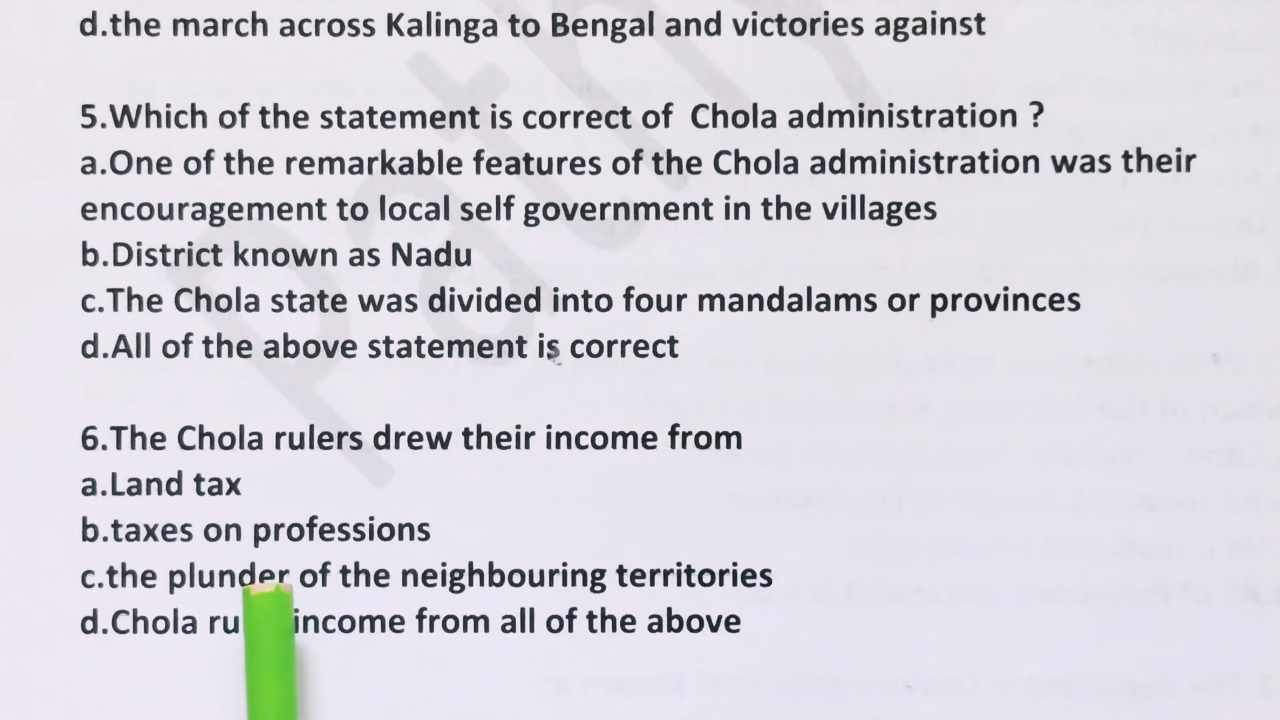 d.the march across Kalinga to Bengal and victories against
5.Which of the statement is correct of Chola administration ?
a.One of the remarkable features of the Chola administration was their
encouragement to local self government in the villages
b.District known as Nadu
c.The Chola state was divided into four mandalams or provinces
d.All of the above statement is correct
6.The Chola rulers drew their income from
a.Land tax
b.taxes on professions
c.the plunder of the neighbouring territories
d.Chola income from all of the above